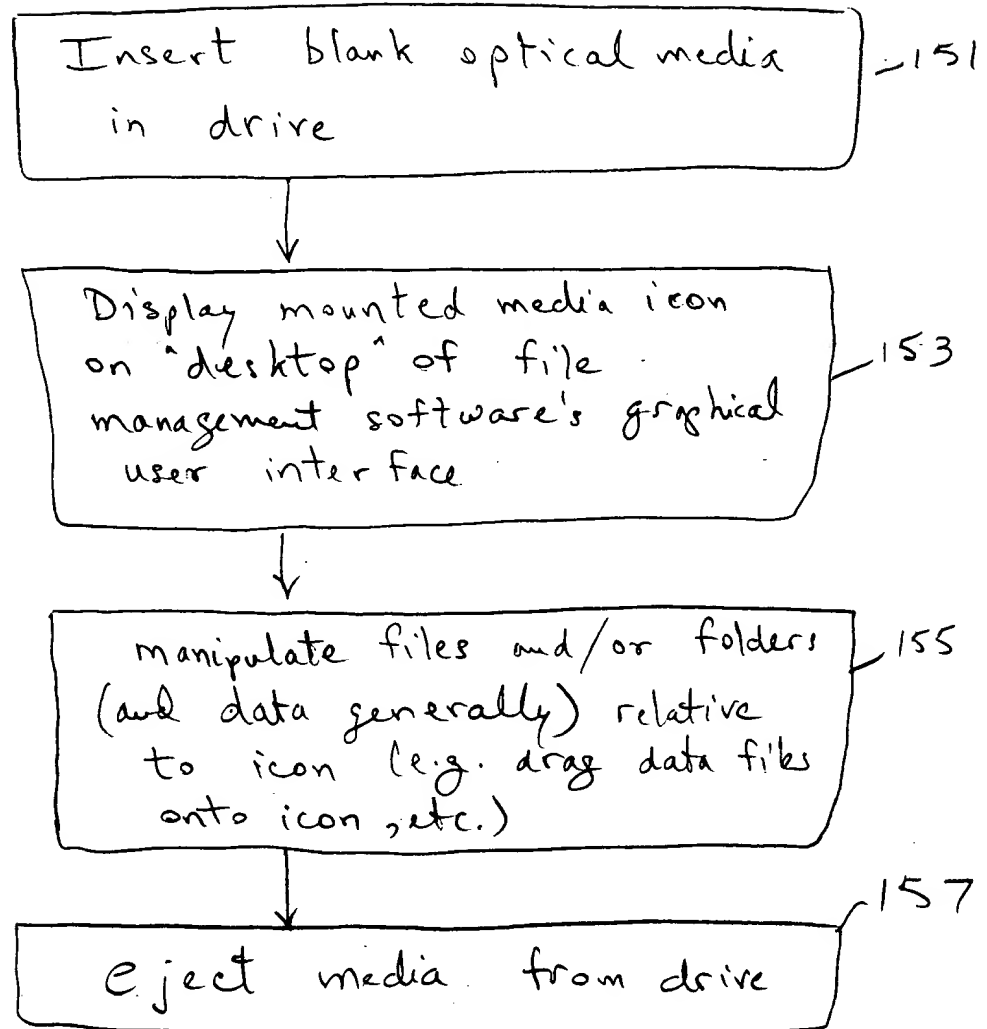 Insert blank optical media
in drive
151
Display mounted media icon
on "desktop" of file
management software's graphical
user interface
153
manipulate files and/or folders
(and data generally) relative
to icon (e.g. drag data files
onto icon, etc.)
155
eject media from drive
157